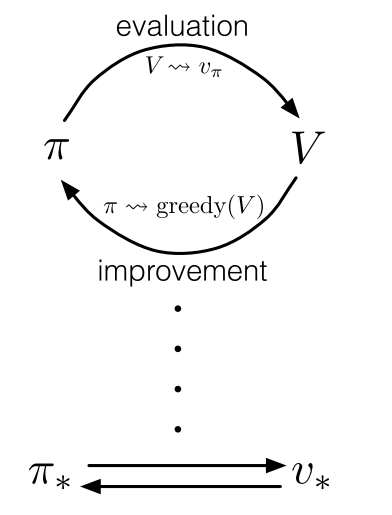 evaluation
V ⇝ v_π
π V
π ⇝ greedy(V)
improvement
π_* v_*